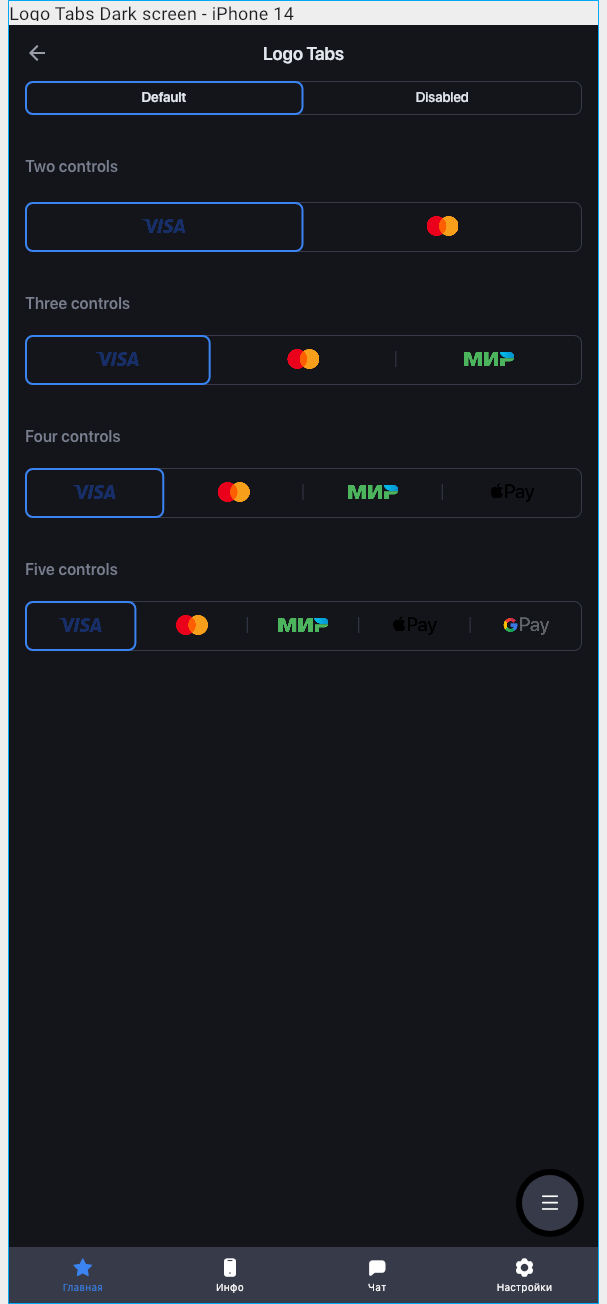 Logo Tabs Dark screen - iPhone 14
Logo Tabs
Default Disabled
Two controls
VISA
Three controls
VISA МИР
Four controls
VISA МИР Pay
Five controls
VISA МИР Pay G Pay
Главная Инфо Чат Настройки